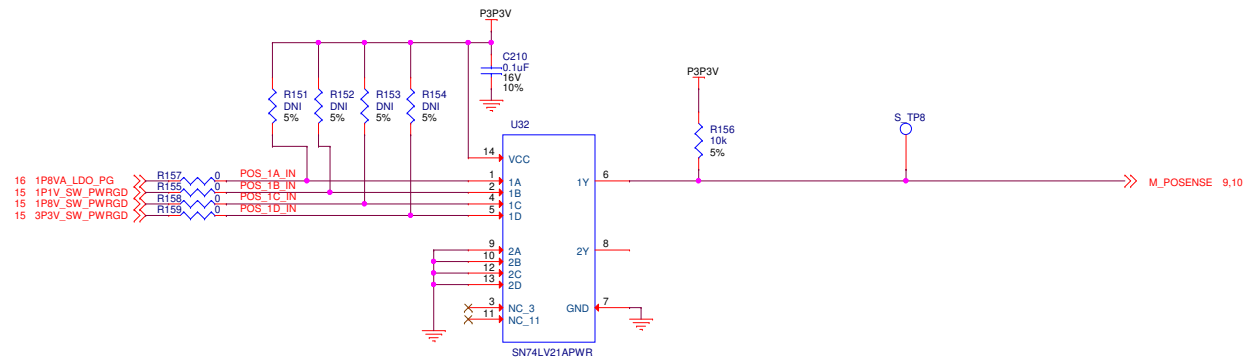 P3P3V
C210
0.1uF
16V
10%
R151
DNI
5%
R152
DNI
5%
R153
DNI
5%
R154
DNI
5%
P3P3V
R156
10k
5%
S_TP8
U32
14 VCC
16 1P8VA_LDO_PG R157 0 POS_1A_IN 1 1A
15 1P1V_SW_PWRGD R155 0 POS_1B_IN 2 1B
15 1P8V_SW_PWRGD R158 0 POS_1C_IN 4 1C
15 3P3V_SW_PWRGD R159 0 POS_1D_IN 5 1D
1Y 6
M_POSENSE 9,10
9 2A
10 2B
12 2C
13 2D
2Y 8
3 NC_3
11 NC_11
GND 7
SN74LV21APWR